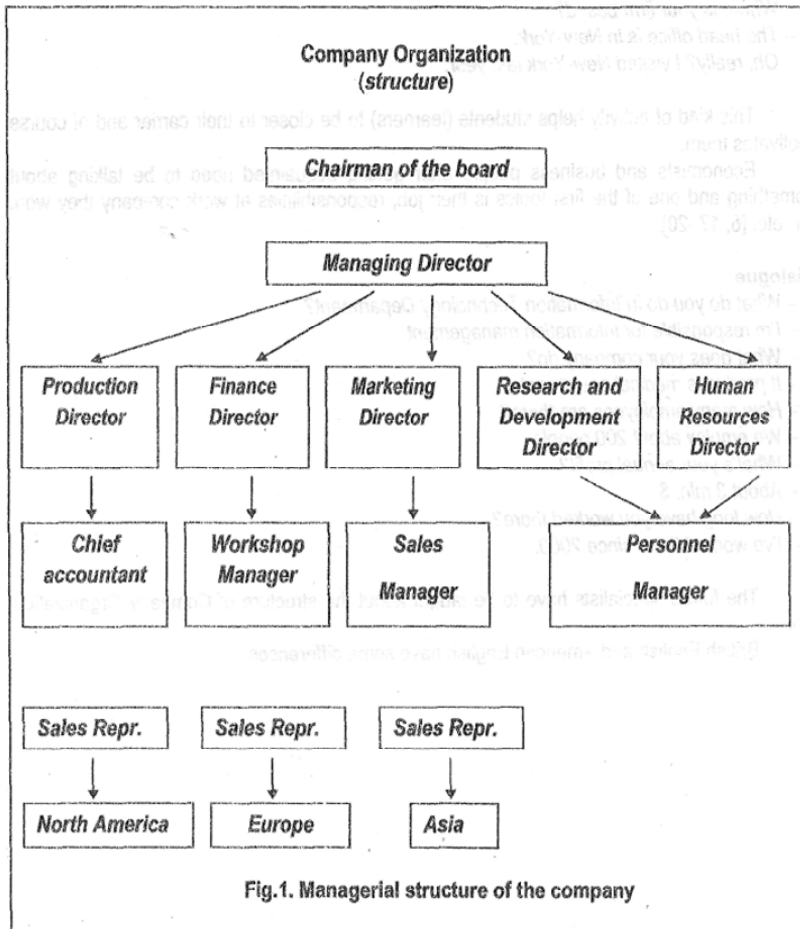 Company Organization
(structure)
Chairman of the board
Managing Director
Production
Director
Finance
Director
Marketing
Director
Research and
Development
Director
Human
Resources
Director
Chief
accountant
Workshop
Manager
Sales
Manager
Personnel
Manager
Sales Repr.
Sales Repr.
Sales Repr.
North America
Europe
Asia
Fig.1. Managerial structure of the company